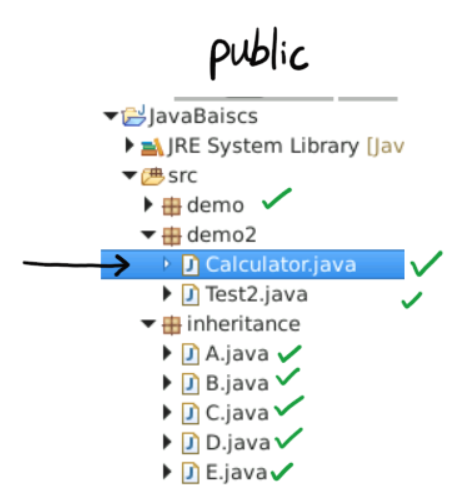 public
JavaBaiscs
JRE System Library [Jav
src
demo
demo2
Calculator.java
Test2.java
inheritance
A.java
B.java
C.java
D.java
E.java